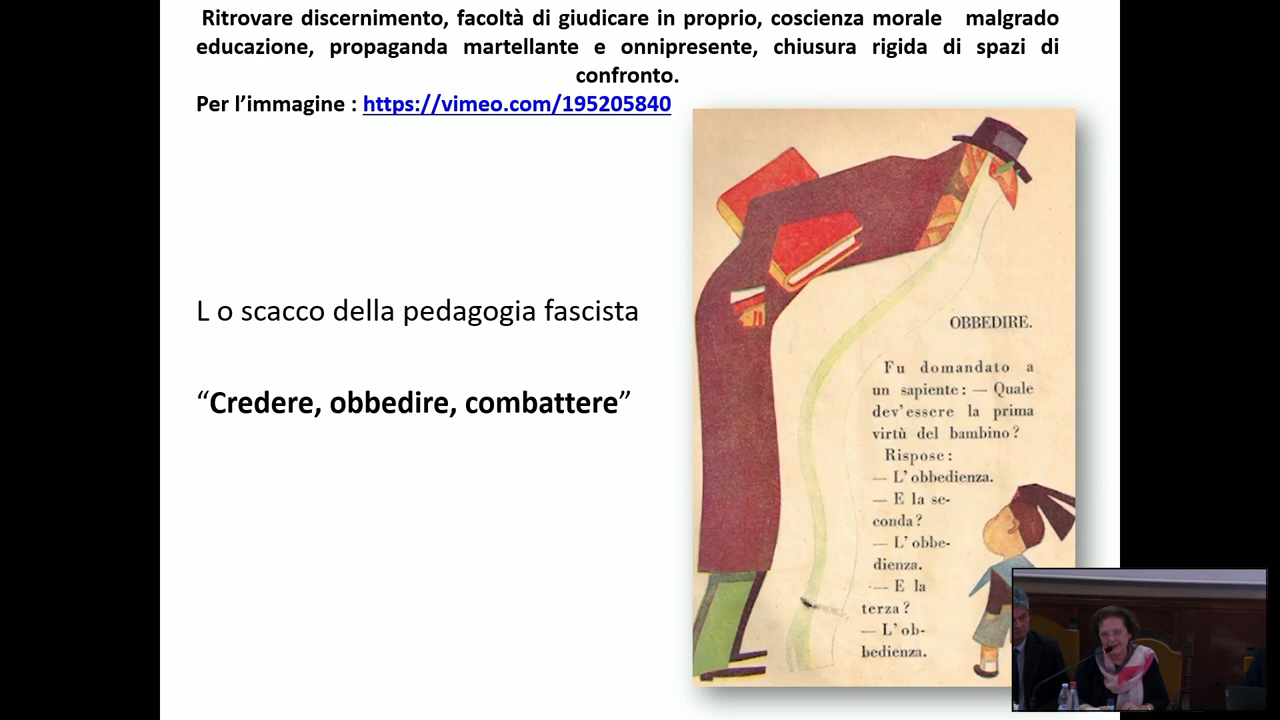 Ritrovare discernimento, facoltà di giudicare in proprio, coscienza morale malgrado
educazione, propaganda martellante e onnipresente, chiusura rigida di spazi di
confronto.
Per l’immagine : https://vimeo.com/195205840
L o scacco della pedagogia fascista
“Credere, obbedire, combattere”
OBBEDIRE.
Fu domandato a
un sapiente: — Quale
dev'essere la prima
virtù del bambino?
Rispose:
— L'obbedienza.
— E la se-
conda?
— L'obbe-
dienza.
— E la
terza?
— L'ob-
bedienza.